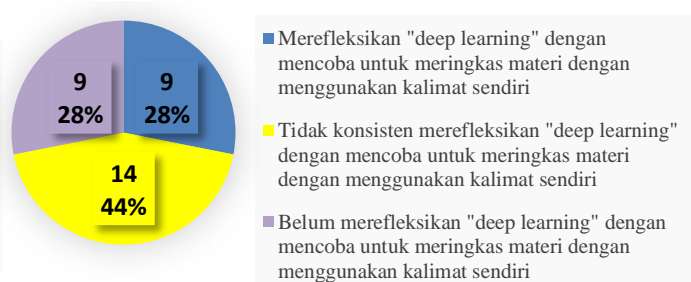 9
28%
9
28%
14
44%
Merefleksikan "deep learning" dengan
mencoba untuk meringkas materi dengan
menggunakan kalimat sendiri
Tidak konsisten merefleksikan "deep learning"
dengan mencoba untuk meringkas materi
dengan menggunakan kalimat sendiri
Belum merefleksikan "deep learning" dengan
mencoba untuk meringkas materi dengan
menggunakan kalimat sendiri